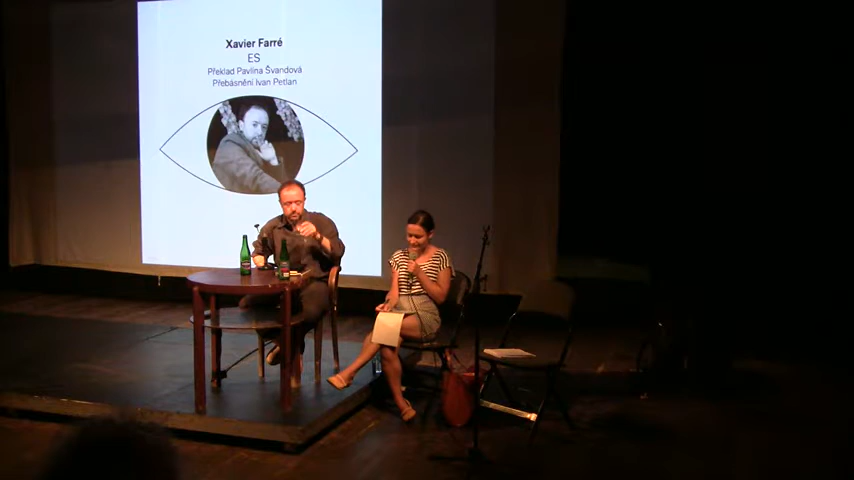 Xavier Farré
ES
Překlad Pavlína Švandová
Přebásnění Ivan Petlan